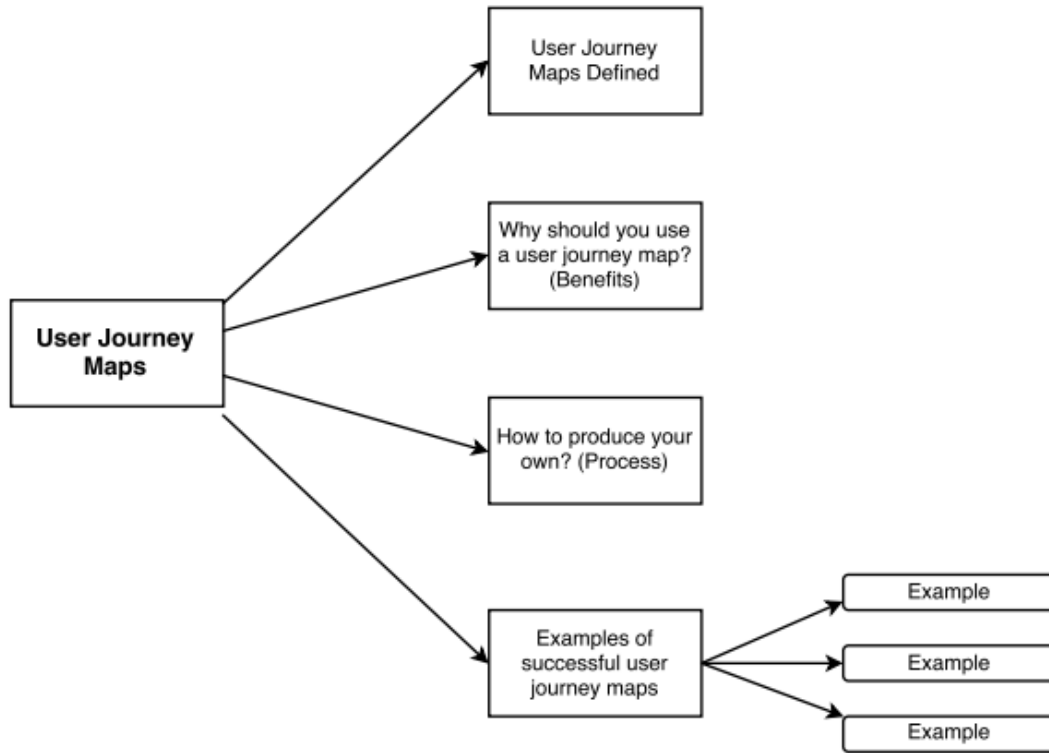 User Journey
Maps Defined
Why should you use
a user journey map?
(Benefits)
User Journey
Maps
How to produce your
own? (Process)
Examples of
successful user
journey maps
Example
Example
Example